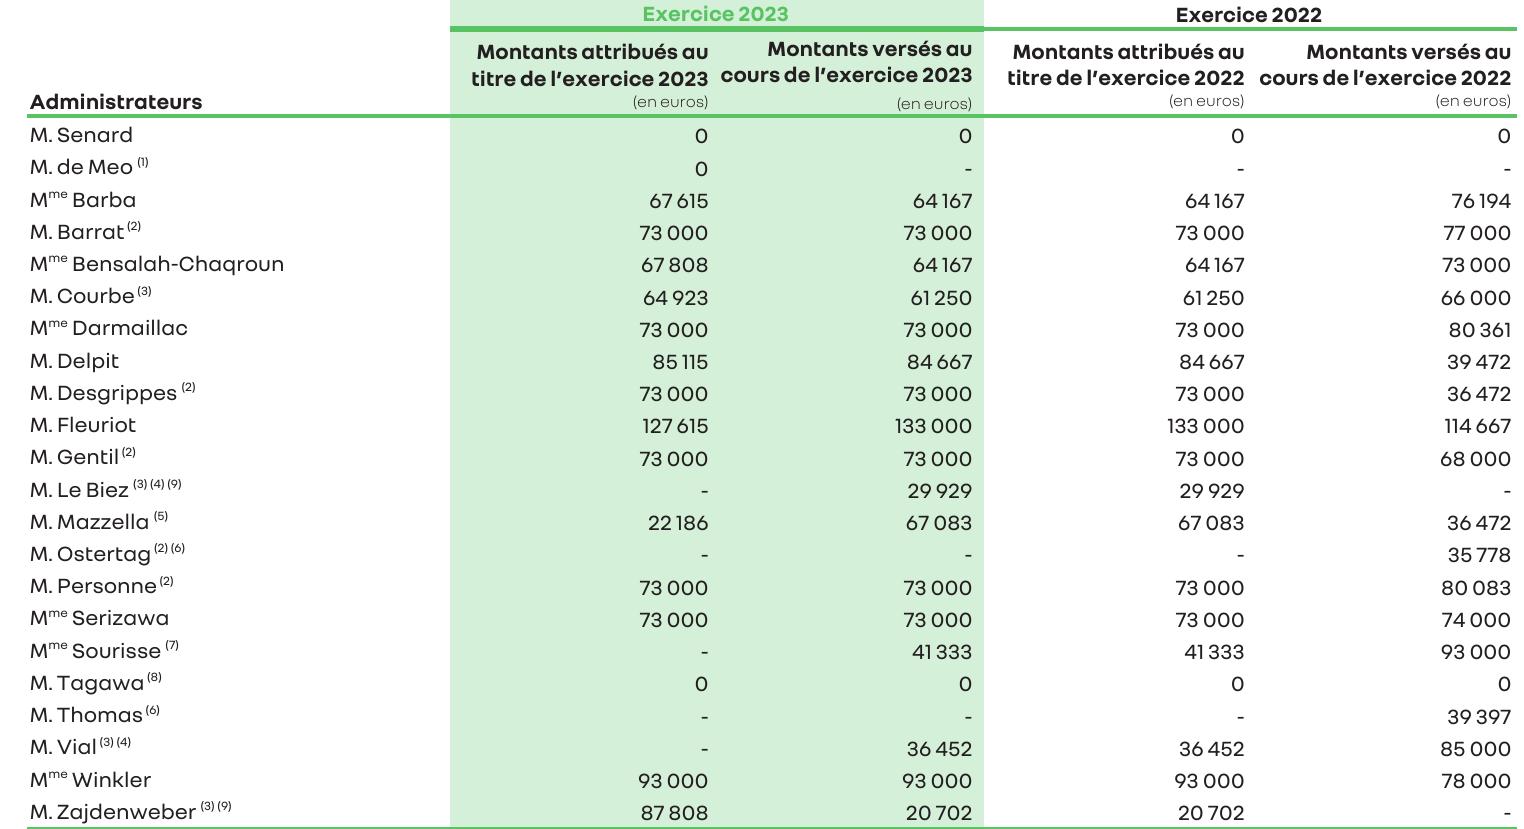 Exercice 2023 Exercice 2022
Montants attribués au titre de l’exercice 2023 (en euros) Montants versés au cours de l’exercice 2023 (en euros) Montants attribués au titre de l’exercice 2022 (en euros) Montants versés au cours de l’exercice 2022 (en euros)
Administrateurs
M. Senard 0 0 0 0
M. de Meo (1) 0 - - -
Mme Barba 67 615 64 167 64 167 76 194
M. Barrat (2) 73 000 73 000 73 000 77 000
Mme Bensalah-Chaqroun 67 808 64 167 64 167 73 000
M. Courbe (3) 64 923 61 250 61 250 66 000
Mme Darmaillac 73 000 73 000 73 000 80 361
M. Delpit 85 115 84 667 84 667 39 472
M. Desgrippes (2) 73 000 73 000 73 000 36 472
M. Fleuriot 127 615 133 000 133 000 114 667
M. Gentil (2) 73 000 73 000 73 000 68 000
M. Le Biez (3) (4) (9) - 29 929 29 929 -
M. Mazzella (5) 22 186 67 083 67 083 36 472
M. Ostertag (2) (6) - - - 35 778
M. Personne (2) 73 000 73 000 73 000 80 083
Mme Serizawa 73 000 73 000 73 000 74 000
Mme Sourisse (7) - 41 333 41 333 93 000
M. Tagawa (8) 0 0 0 0
M. Thomas (6) - - - 39 397
M. Vial (3) (4) - 36 452 36 452 85 000
Mme Winkler 93 000 93 000 93 000 78 000
M. Zajdenweber (3) (9) 87 808 20 702 20 702 -